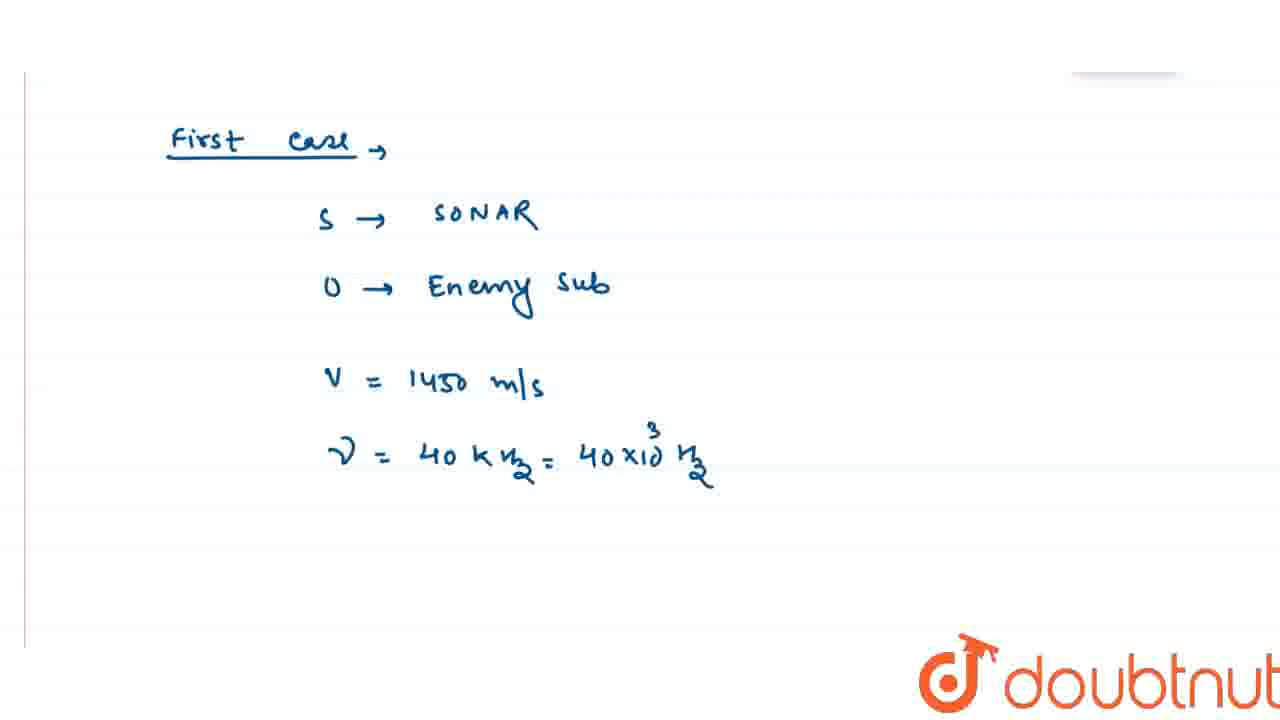 First Case →
S → SONAR
O → Enemy Sub
V = 1450 m/s
ν = 40 KHz = 40×10³ Hz
doubtnut